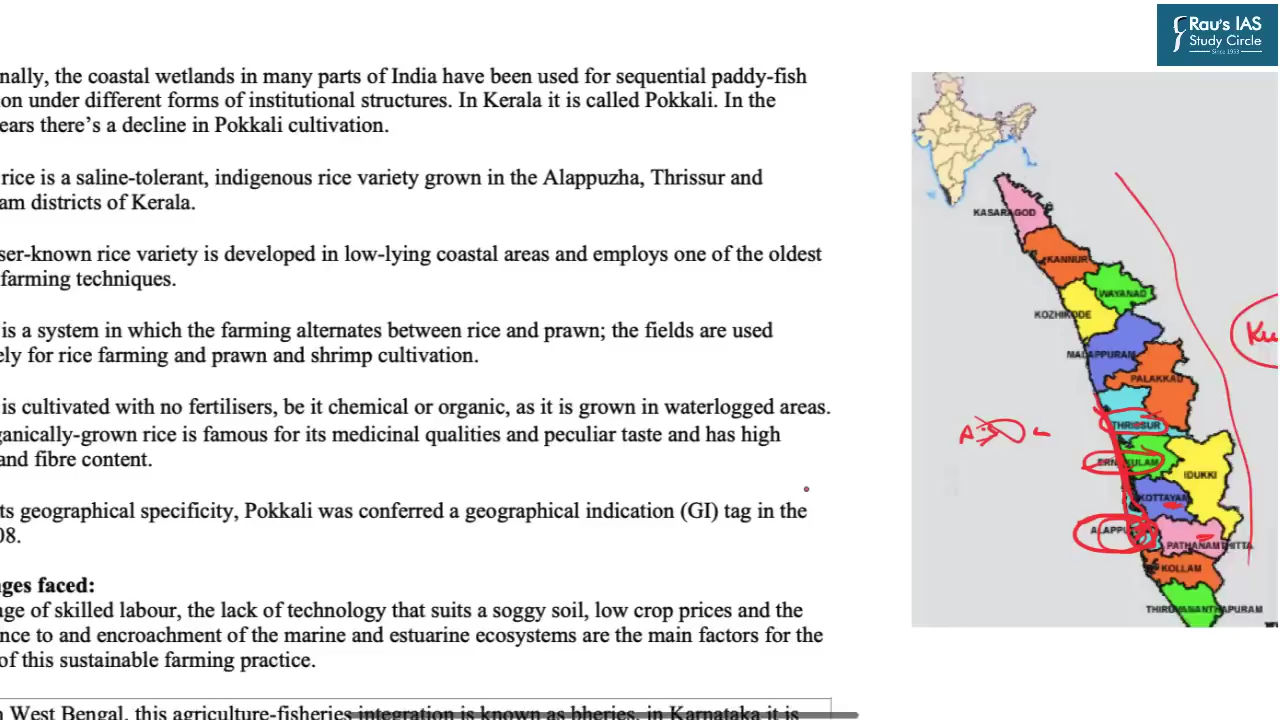 Rau's IAS
Study Circle
Since 1953
nally, the coastal wetlands in many parts of India have been used for sequential paddy-fish
ion under different forms of institutional structures. In Kerala it is called Pokkali. In the
ears there's a decline in Pokkali cultivation.
rice is a saline-tolerant, indigenous rice variety grown in the Alappuzha, Thrissur and
am districts of Kerala.
ser-known rice variety is developed in low-lying coastal areas and employs one of the oldest
farming techniques.
is a system in which the farming alternates between rice and prawn; the fields are used
ely for rice farming and prawn and shrimp cultivation.
is cultivated with no fertilisers, be it chemical or organic, as it is grown in waterlogged areas.
ganically-grown rice is famous for its medicinal qualities and peculiar taste and has high
and fibre content.
ts geographical specificity, Pokkali was conferred a geographical indication (GI) tag in the
08.
ges faced:
age of skilled labour, the lack of technology that suits a soggy soil, low crop prices and the
nce to and encroachment of the marine and estuarine ecosystems are the main factors for the
of this sustainable farming practice.
n West Bengal, this agriculture-fisheries integration is known as bheries, in Karnataka it is
KASARAGOD
KANNUR
WAYANAD
KOZHIKODE
Ku
MALAPPURAM
PALAKKAD
THRISSUR
ERNAKULAM
IDUKKI
KOTTAYAM
ALAPPU
PATHANAMTHITTA
KOLLAM
THIRUVANANTHAPURAM